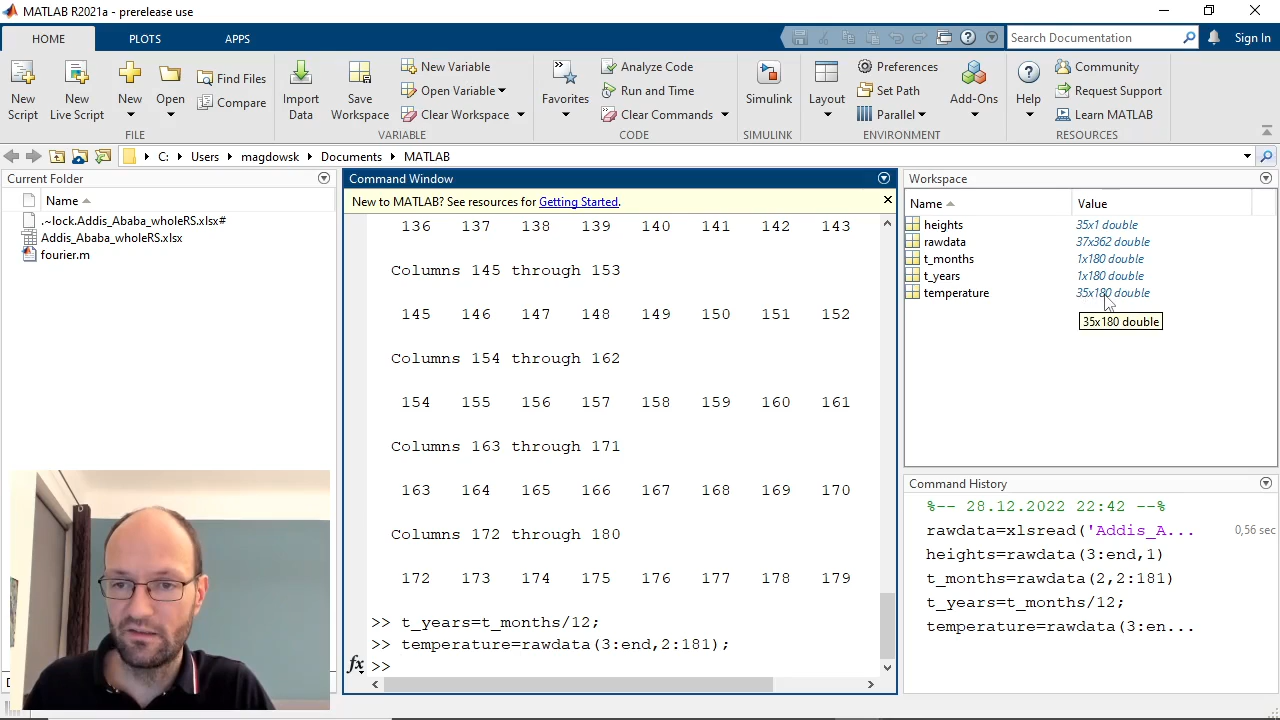 MATLAB R2021a - prerelease use
HOME PLOTS APPS
Search Documentation
Sign In
New Script
New Live Script
New
Open
Find Files
Compare
FILE
Import Data
Save Workspace
New Variable
Open Variable
Clear Workspace
VARIABLE
Favorites
Analyze Code
Run and Time
Clear Commands
CODE
Simulink
SIMULINK
Layout
Preferences
Set Path
Parallel
Add-Ons
ENVIRONMENT
Help
Community
Request Support
Learn MATLAB
RESOURCES
C: Users magdowsk Documents MATLAB
Current Folder
Name
.~lock.Addis_Ababa_wholeRS.xlsx#
Addis_Ababa_wholeRS.xlsx
fourier.m
Command Window
New to MATLAB? See resources for Getting Started.
136 137 138 139 140 141 142 143
Columns 145 through 153
145 146 147 148 149 150 151 152
Columns 154 through 162
154 155 156 157 158 159 160 161
Columns 163 through 171
163 164 165 166 167 168 169 170
Columns 172 through 180
172 173 174 175 176 177 178 179
>> t_years=t_months/12;
>> temperature=rawdata(3:end,2:181);
fx >>
Workspace
Name Value
heights 35x1 double
rawdata 37x362 double
t_months 1x180 double
t_years 1x180 double
temperature 35x180 double
35x180 double
Command History
%-- 28.12.2022 22:42 --%
rawdata=xlsread('Addis_A... 0,56 sec
heights=rawdata(3:end,1)
t_months=rawdata(2,2:181)
t_years=t_months/12;
temperature=rawdata(3:en...